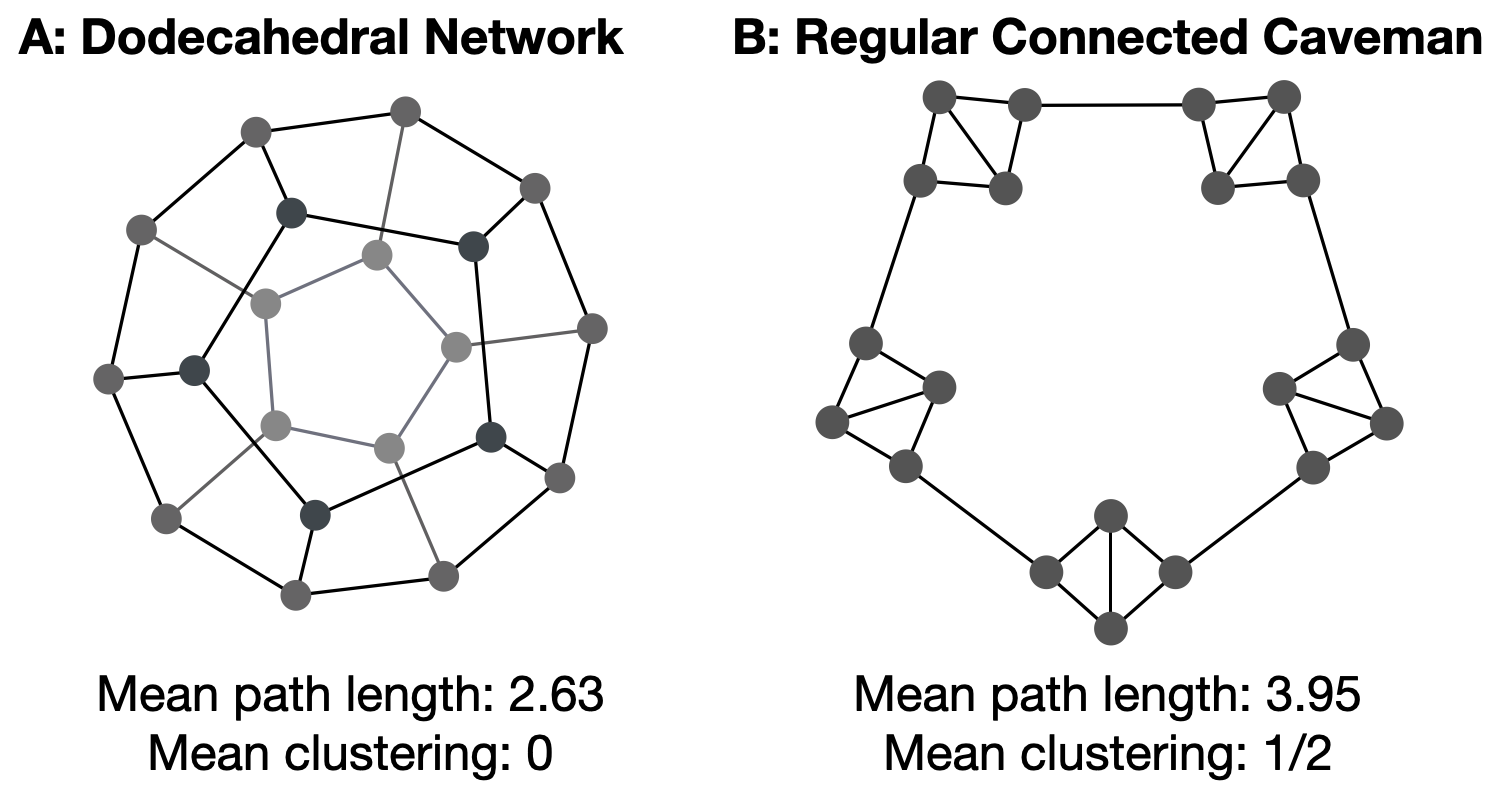 A: Dodecahedral Network
Mean path length: 2.63
Mean clustering: 0
B: Regular Connected Caveman
Mean path length: 3.95
Mean clustering: 1/2